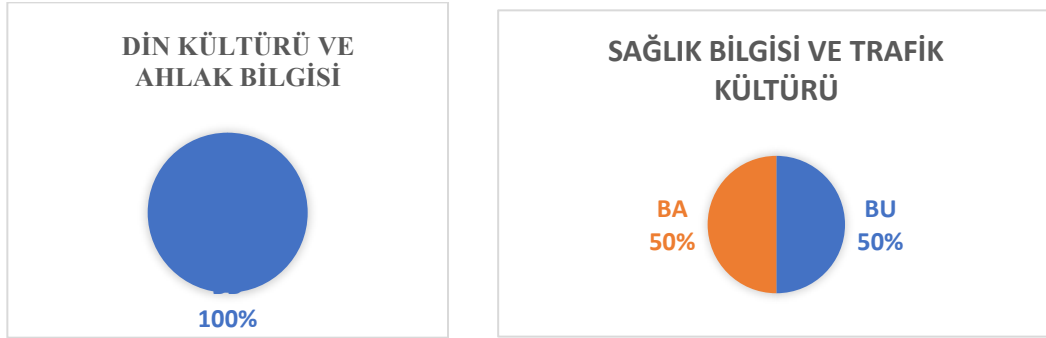 DİN KÜLTÜRÜ VE
AHLAK BİLGİSİ
100%
SAĞLIK BİLGİSİ VE TRAFİK
KÜLTÜRÜ
BA
50%
BU
50%